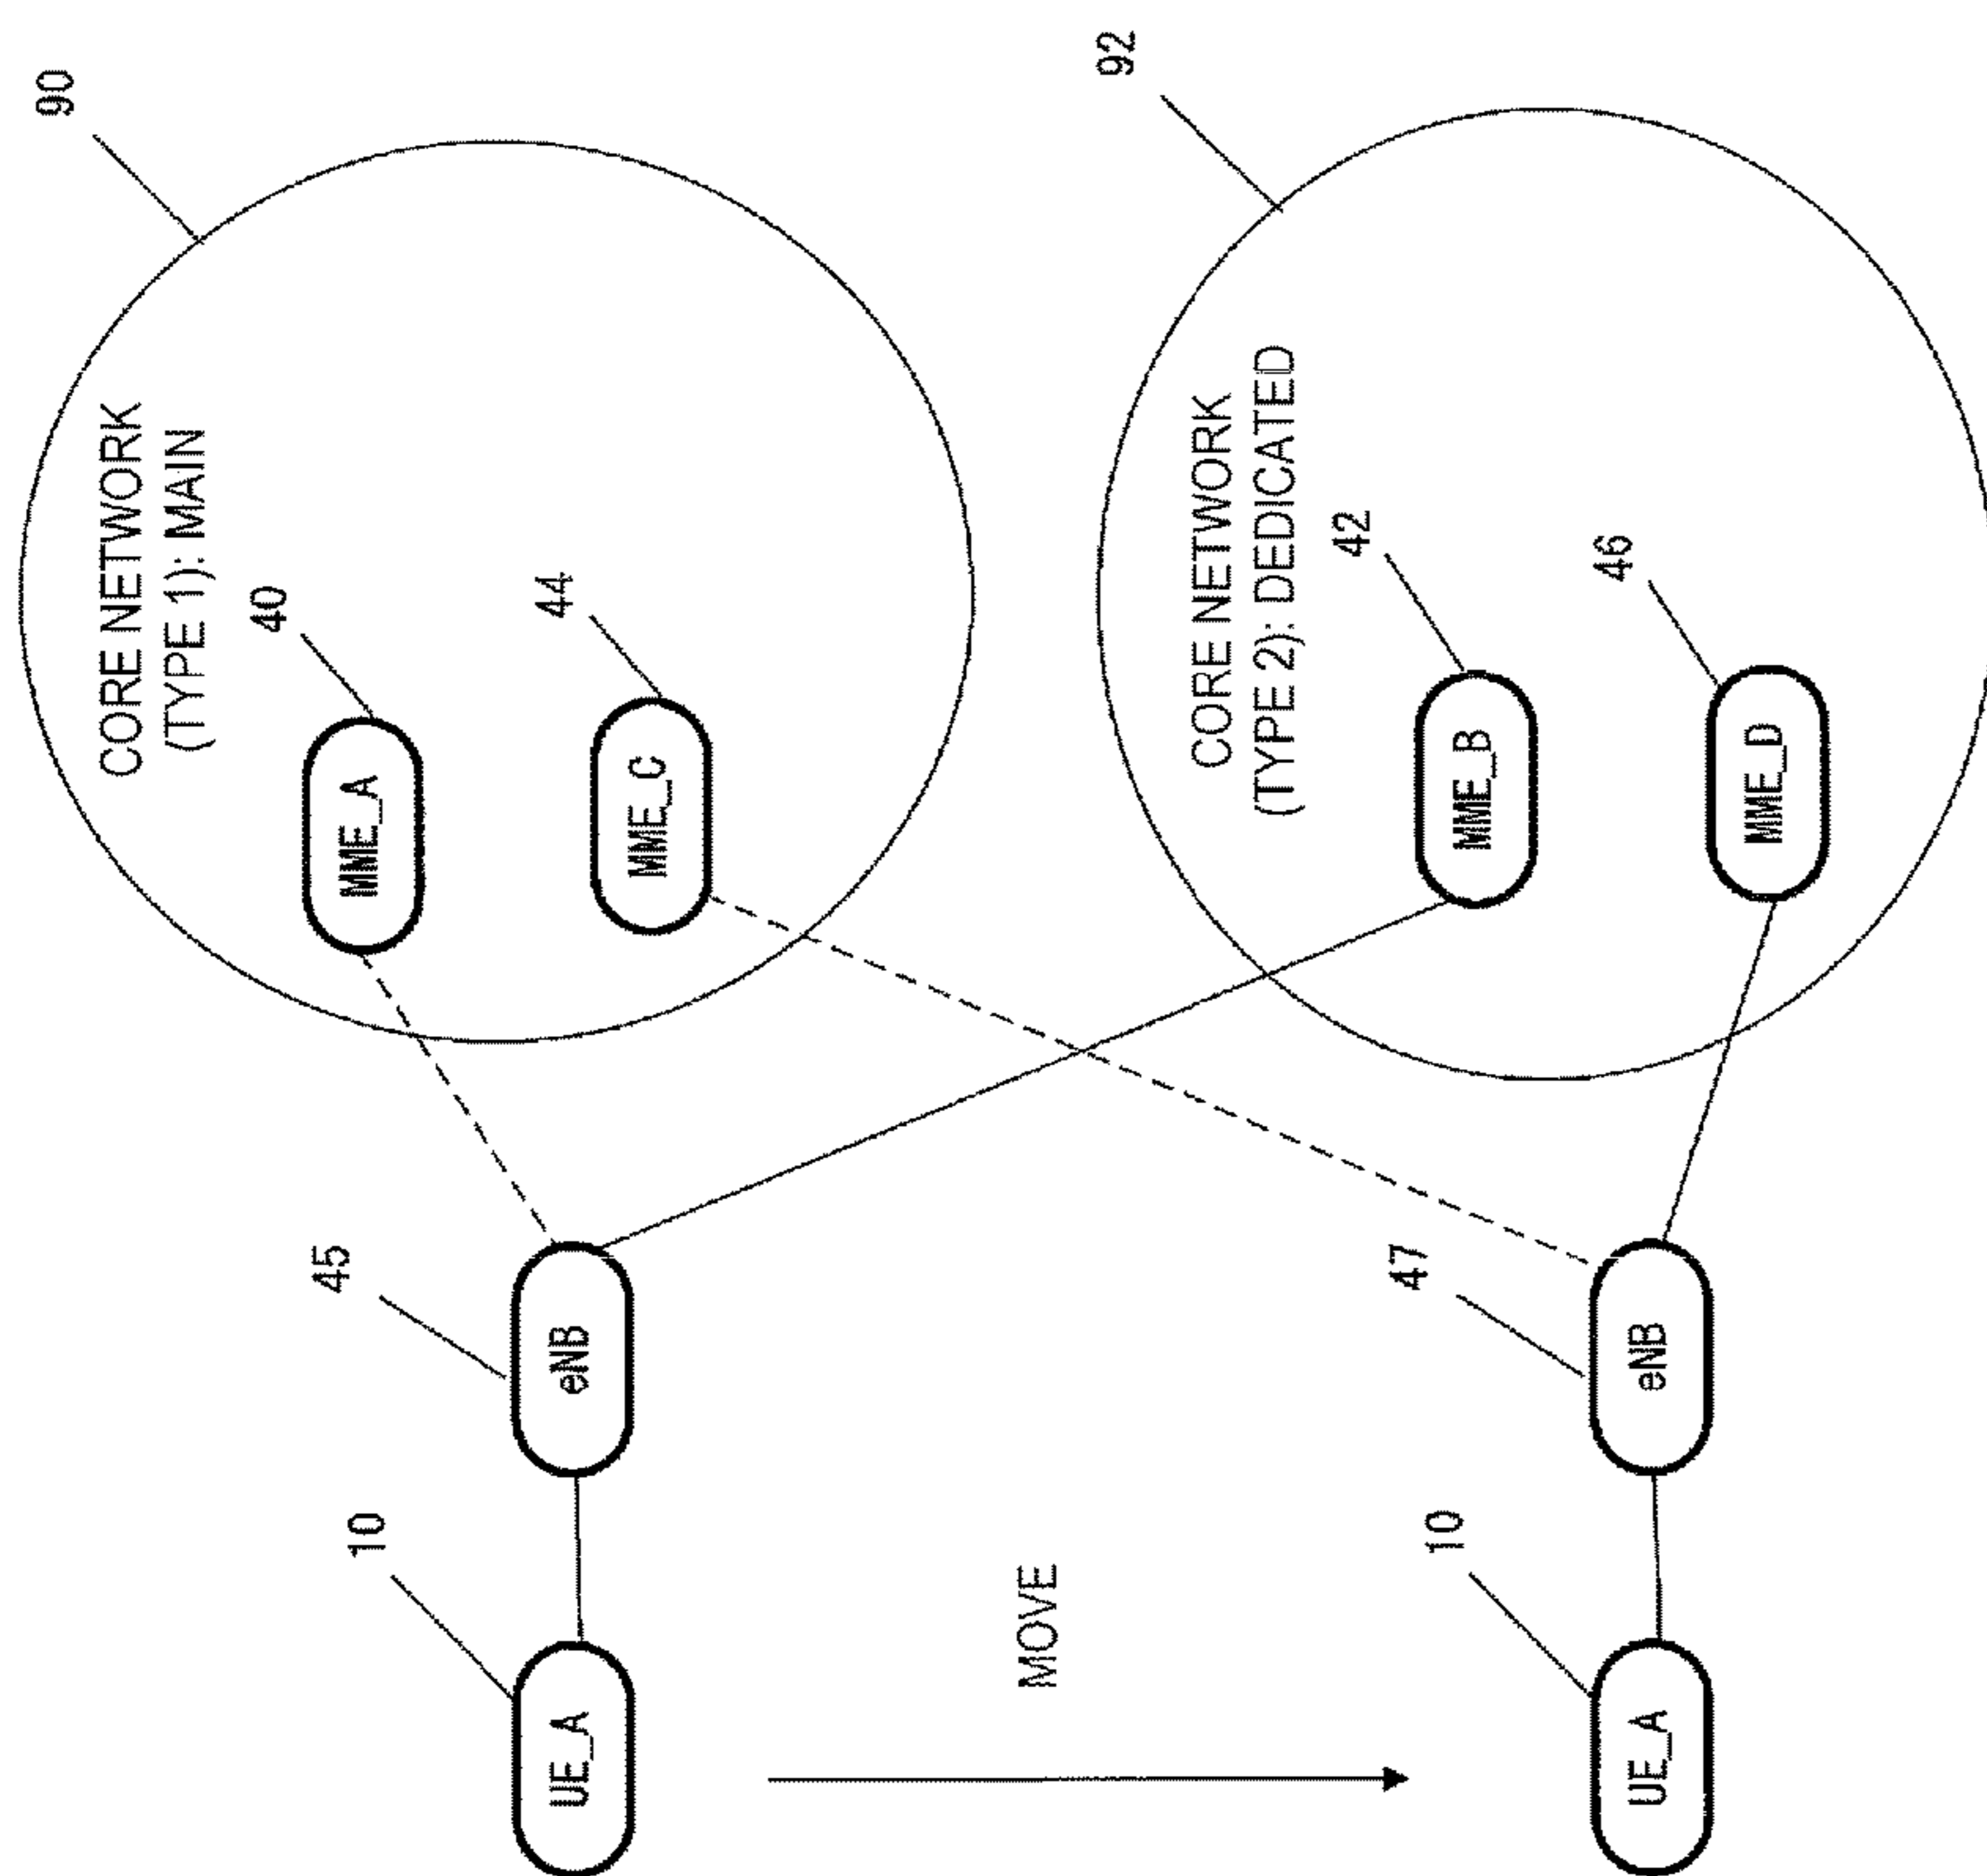 90
CORE NETWORK
(TYPE 1): MAIN
40
MME_A
44
MME_C
92
CORE NETWORK
(TYPE 2): DEDICATED
42
MME_B
46
MME_D
45
eNB
47
eNB
10
UE_A
MOVE
10
UE_A